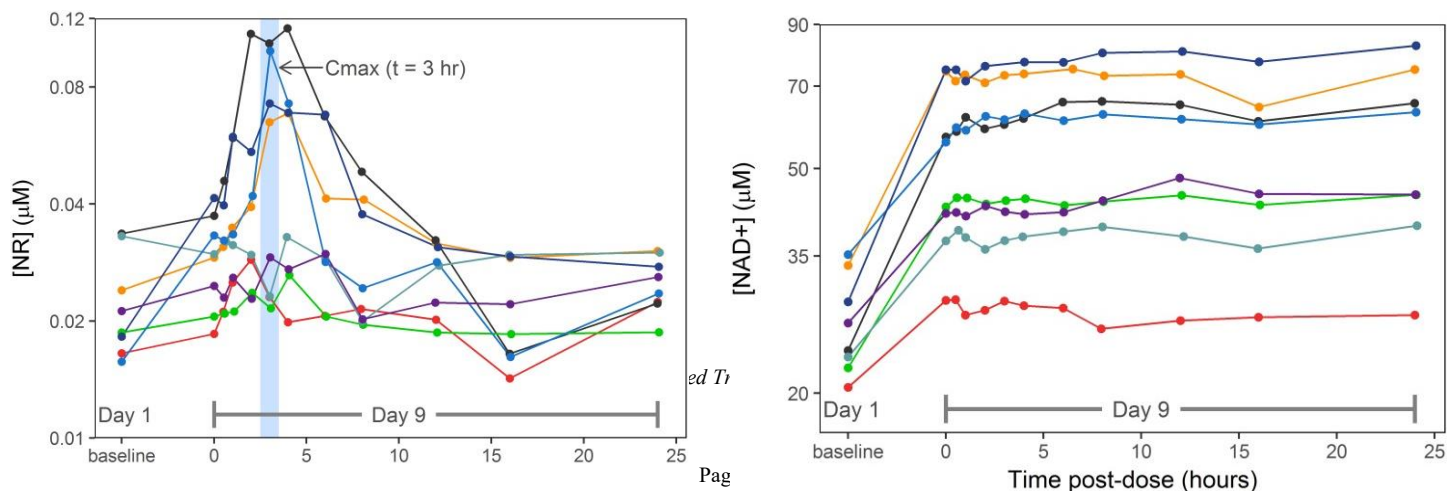 0.12
0.08
0.04
0.02
0.01
[NR] (μM)
Cmax (t = 3 hr)
Day 1
Day 9
baseline 0 5 10 15 20 25
ed Tr
Pag
90
70
50
35
20
[NAD+] (μM)
Day 1
Day 9
baseline 0 5 10 15 20 25
Time post-dose (hours)